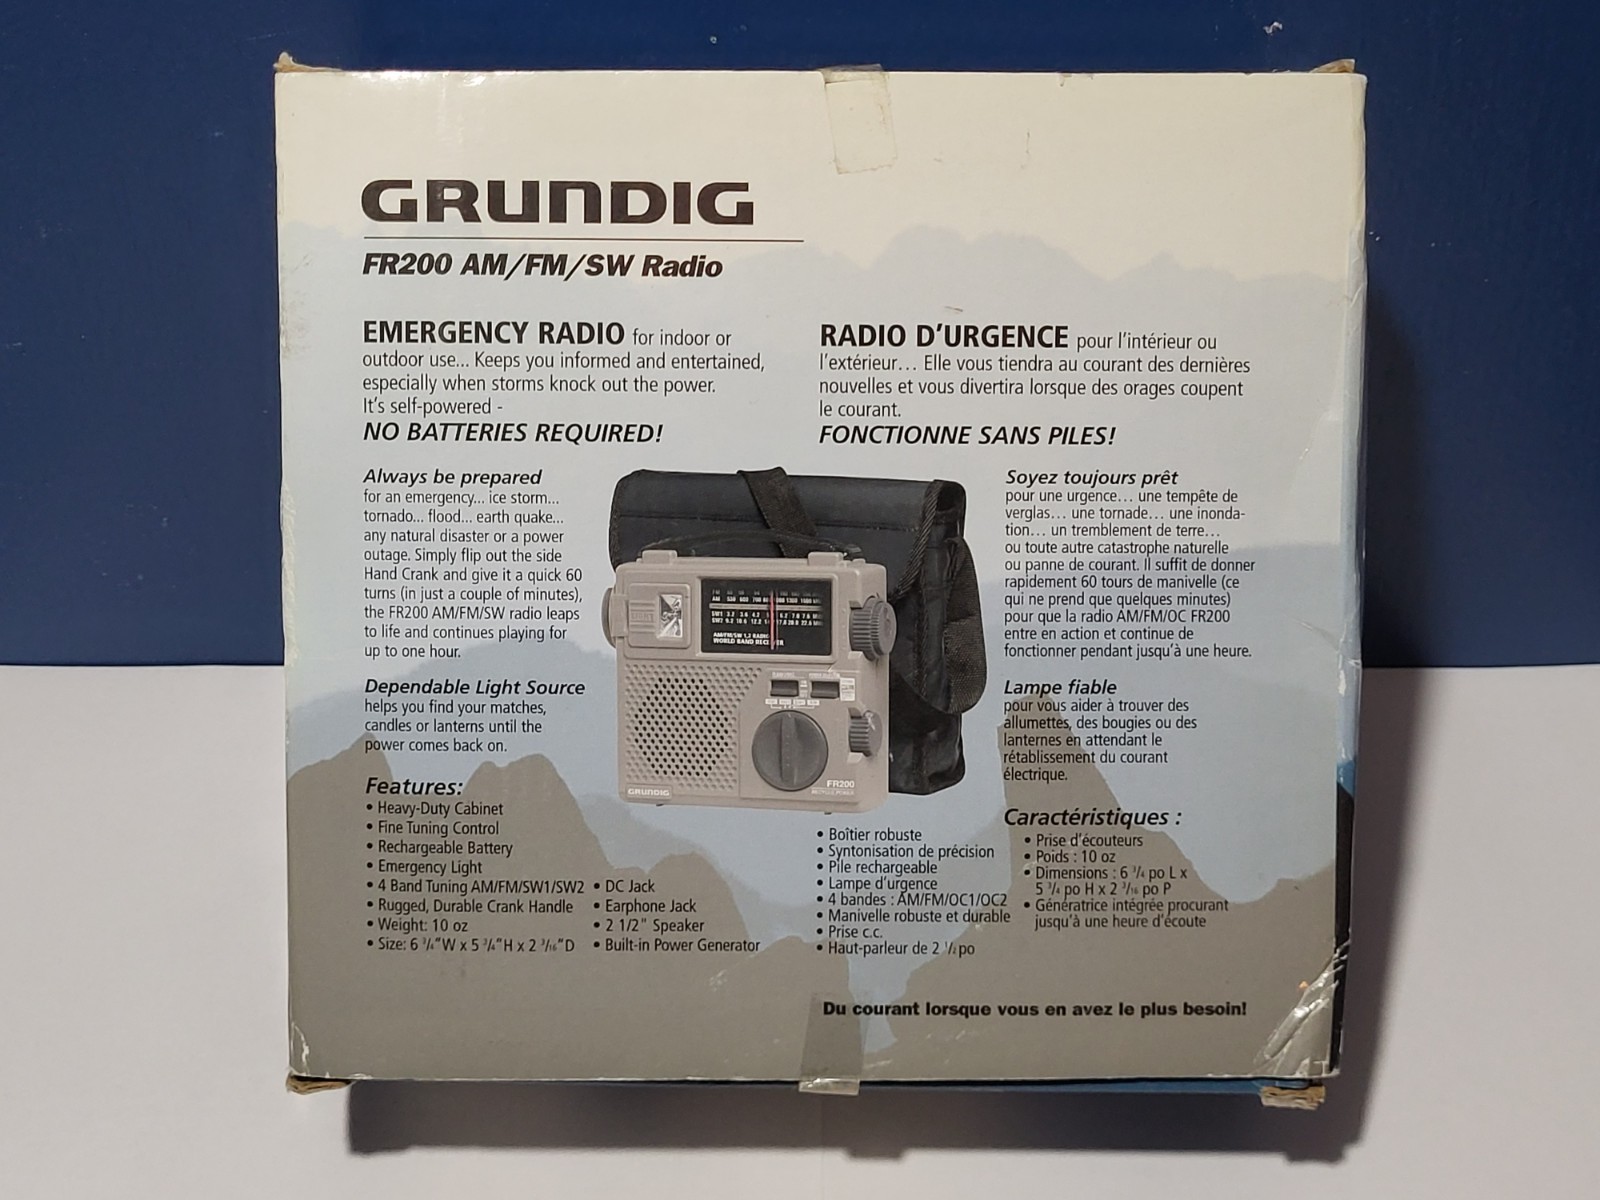 GRUNDIG
FR200 AM/FM/SW Radio
EMERGENCY RADIO for indoor or
outdoor use... Keeps you informed and entertained,
especially when storms knock out the power.
It's self-powered -
NO BATTERIES REQUIRED!
Always be prepared
for an emergency... ice storm...
tornado... flood... earth quake...
any natural disaster or a power
outage. Simply flip out the side
Hand Crank and give it a quick 60
turns (in just a couple of minutes),
the FR200 AM/FM/SW radio leaps
to life and continues playing for
up to one hour.
Dependable Light Source
helps you find your matches,
candles or lanterns until the
power comes back on.
Features:
• Heavy-Duty Cabinet
• Fine Tuning Control
• Rechargeable Battery
• Emergency Light
• 4 Band Tuning AM/FM/SW1/SW2
• Rugged, Durable Crank Handle
• Weight: 10 oz
• Size: 6 3/4"W x 5 3/4"H x 2 3/16"D
• DC Jack
• Earphone Jack
• 2 1/2" Speaker
• Built-in Power Generator
RADIO D'URGENCE pour l'intérieur ou
l'extérieur... Elle vous tiendra au courant des dernières
nouvelles et vous divertira lorsque des orages coupent
le courant.
FONCTIONNE SANS PILES!
Soyez toujours prêt
pour une urgence... une tempête de
verglas... une tornade... une inonda-
tion... un tremblement de terre...
ou toute autre catastrophe naturelle
ou panne de courant. Il suffit de donner
rapidement 60 tours de manivelle (ce
qui ne prend que quelques minutes)
pour que la radio AM/FM/OC FR200
entre en action et continue de
fonctionner pendant jusqu'à une heure.
Lampe fiable
pour vous aider à trouver des
allumettes, des bougies ou des
lanternes en attendant le
rétablissement du courant
électrique.
Caractéristiques :
• Boîtier robuste
• Syntonisation de précision
• Pile rechargeable
• Lampe d'urgence
• 4 bandes : AM/FM/OC1/OC2
• Manivelle robuste et durable
• Prise c.c.
• Haut-parleur de 2 1/2 po
• Prise d'écouteurs
• Poids : 10 oz
• Dimensions : 6 3/4 po L x
5 3/4 po H x 2 3/16 po P
• Génératrice intégrée procurant
jusqu'à une heure d'écoute
Du courant lorsque vous en avez le plus besoin!
AM/FM/SW 1,2 RADIO
WORLD BAND RECEIVER
GRUNDIG
FR200